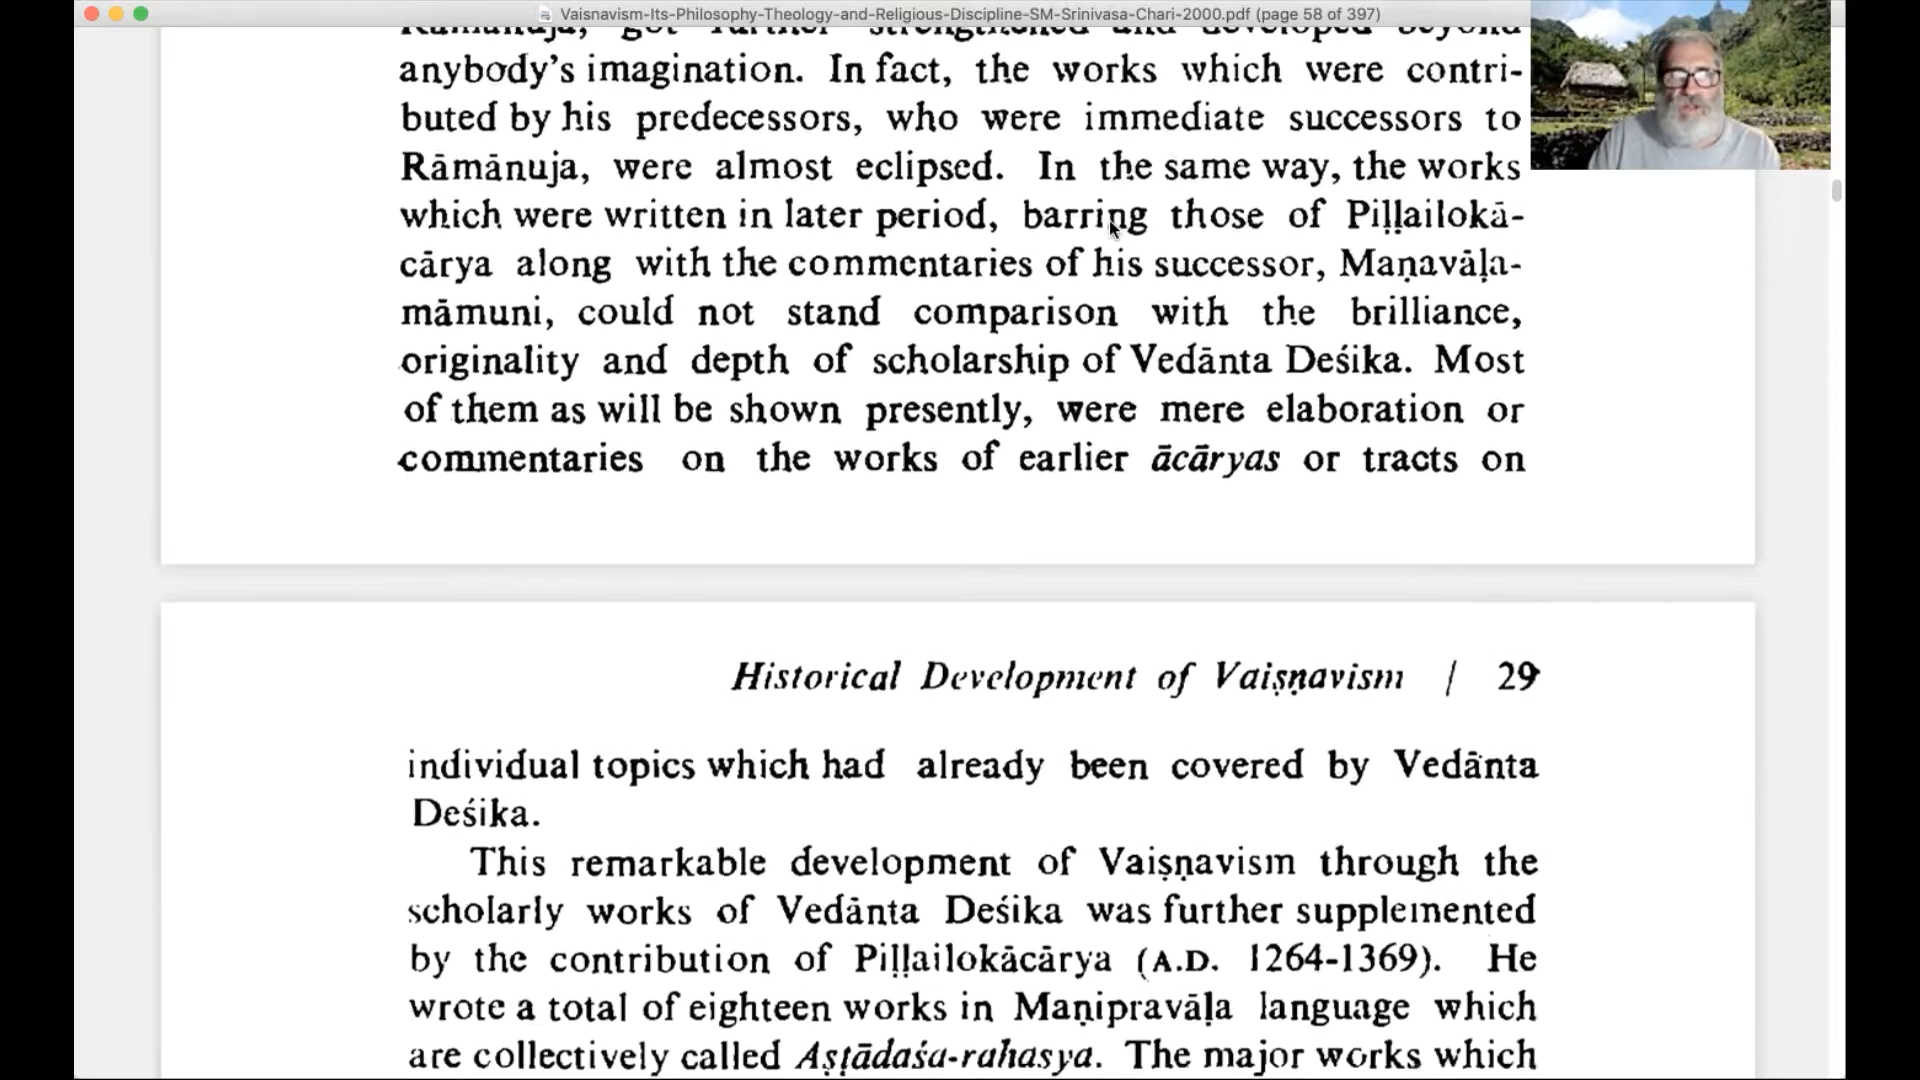 Vaisnavism-Its-Philosophy-Theology-and-Religious-Discipline-SM-Srinivasa-Chari-2000.pdf (page 58 of 397)
Rāmānuja, got further strengthened and developed beyond
anybody's imagination. In fact, the works which were contri-
buted by his predecessors, who were immediate successors to
Rāmānuja, were almost eclipsed. In the same way, the works
which were written in later period, barring those of Piḷḷailokā-
cārya along with the commentaries of his successor, Maṇavāḷa-
māmuni, could not stand comparison with the brilliance,
originality and depth of scholarship of Vedānta Deśika. Most
of them as will be shown presently, were mere elaboration or
commentaries on the works of earlier ācāryas or tracts on
Historical Development of Vaiṣṇavism / 29
individual topics which had already been covered by Vedānta
Deśika.
This remarkable development of Vaiṣṇavism through the
scholarly works of Vedānta Deśika was further supplemented
by the contribution of Piḷḷailokācārya (A.D. 1264-1369). He
wrote a total of eighteen works in Maṇipravāḷa language which
are collectively called Aṣṭādaśa-rahasya. The major works which